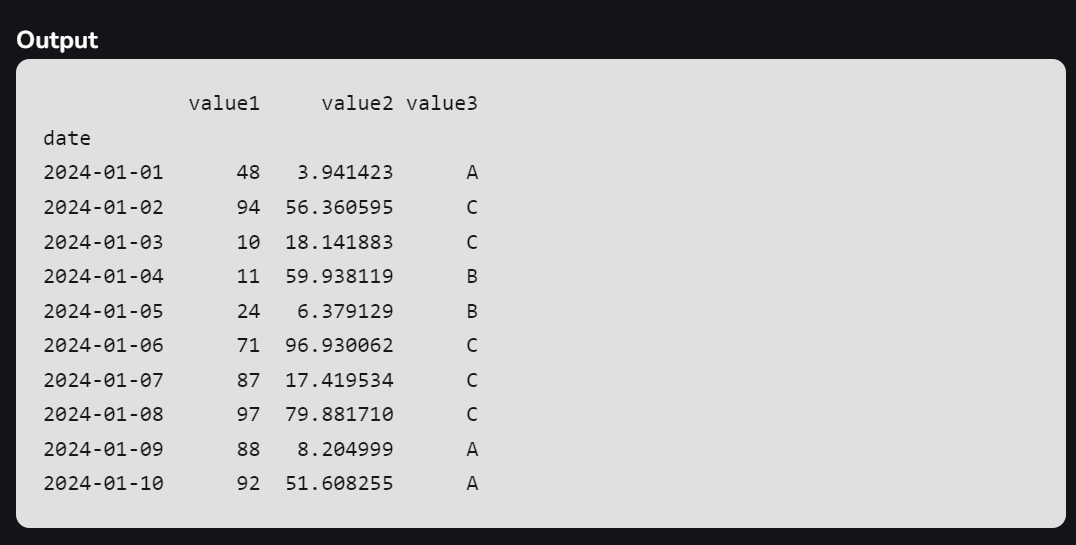 Output
value1 value2 value3
date
2024-01-01 48 3.941423 A
2024-01-02 94 56.360595 C
2024-01-03 10 18.141883 C
2024-01-04 11 59.938119 B
2024-01-05 24 6.379129 B
2024-01-06 71 96.930062 C
2024-01-07 87 17.419534 C
2024-01-08 97 79.881710 C
2024-01-09 88 8.204999 A
2024-01-10 92 51.608255 A